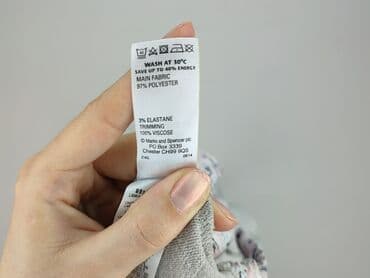 WASH AT 30°C
SAVE UP TO 40% ENERGY
MAIN FABRIC
97% POLYESTER
3% ELASTANE
TRIMMING
100% VISCOSE
© Marks and Spencer plc
PO Box 3339
Chester CH99 9QS